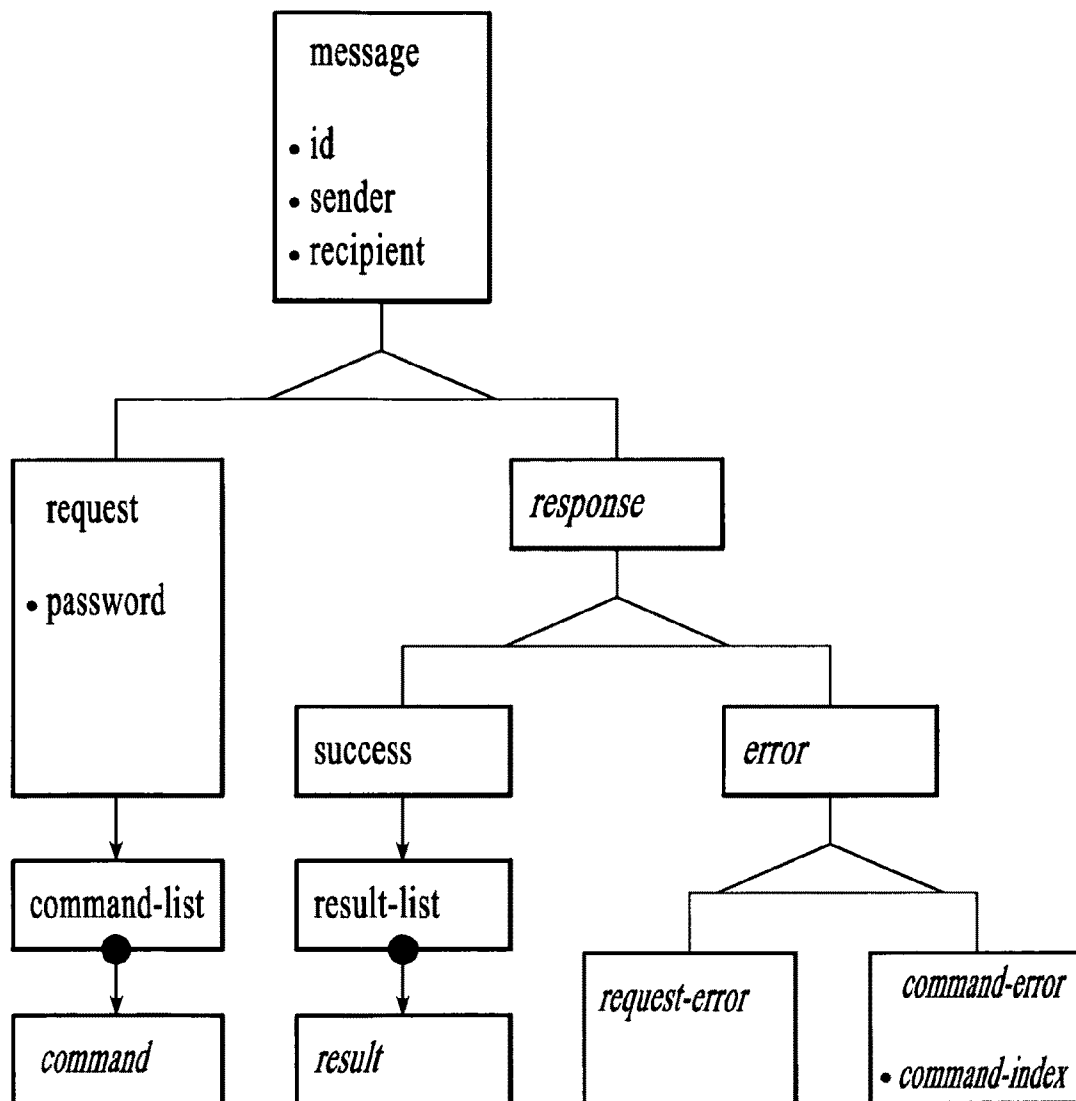 message
• id
• sender
• recipient
request
• password
response
success
error
command-list
result-list
request-error
command-error
command
result
• command-index